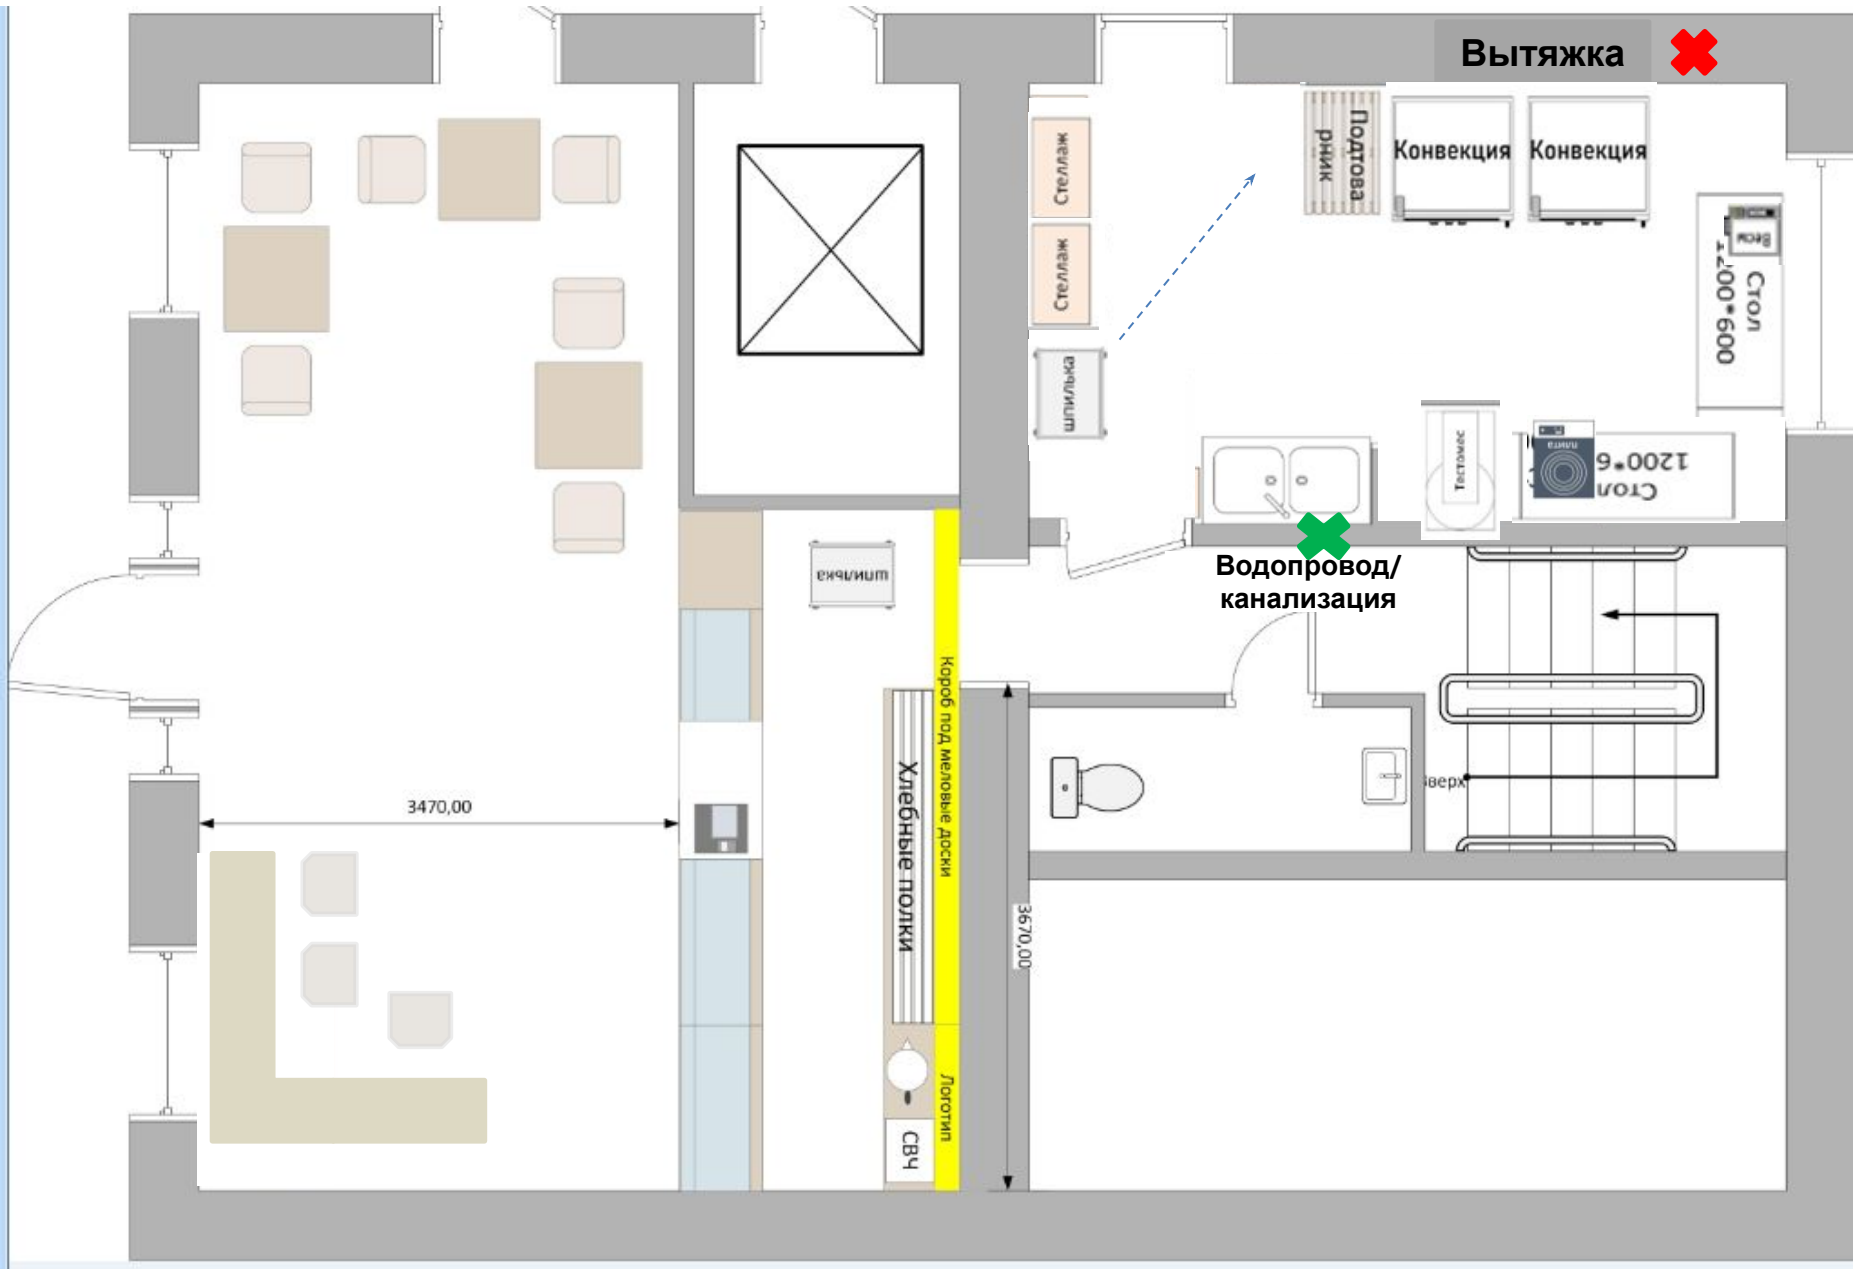 Вытяжка
Стеллаж
Стеллаж
шпилька
Подтова
рник
Конвекция
Конвекция
Весы
Стол
1200*600
Тестомес
плита
Стол
1200*6
Водопровод/
канализация
шпилька
Короб под меловые доски
Хлебные полки
Логотип
СВЧ
3470,00
3670,00
вверх